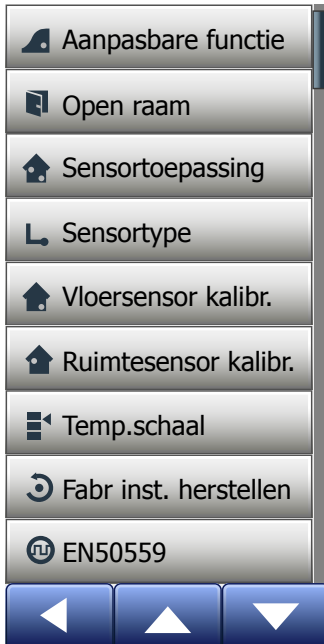 Aanpasbare functie
Open raam
Sensortoepassing
Sensortype
Vloersensor kalibr.
Ruimtesensor kalibr.
Temp.schaal
Fabr inst. herstellen
EN50559